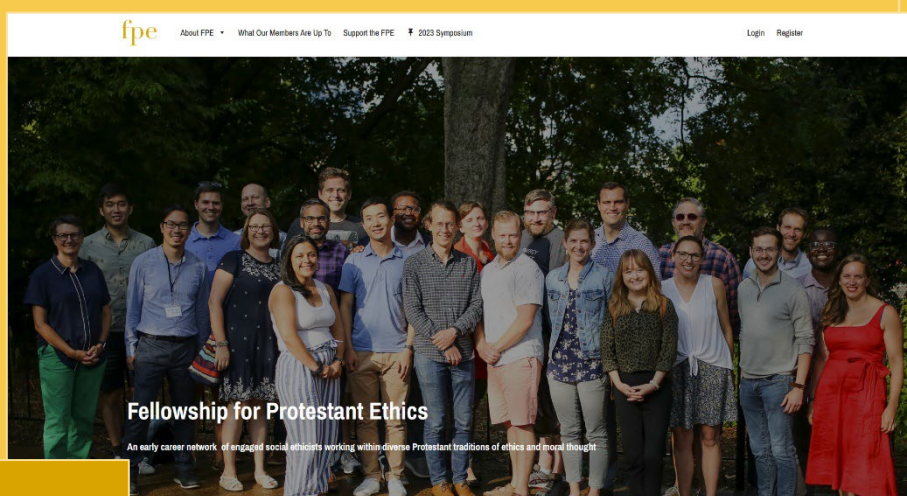 fpe
About FPE What Our Members Are Up To Support the FPE 2023 Symposium Login Register
Fellowship for Protestant Ethics
An early career network of engaged social ethicists working within diverse Protestant traditions of ethics and moral thought